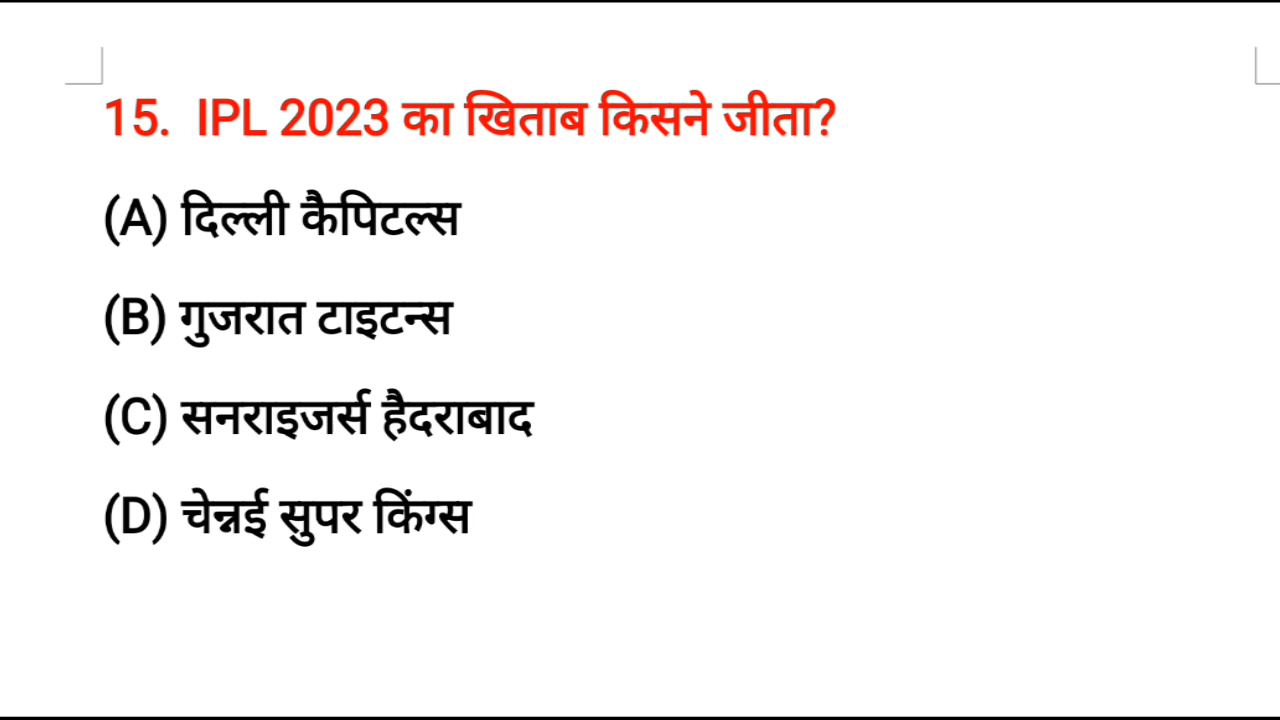 15. IPL 2023 का खिताब किसने जीता?
(A) दिल्ली कैपिटल्स
(B) गुजरात टाइटन्स
(C) सनराइजर्स हैदराबाद
(D) चेन्नई सुपर किंग्स